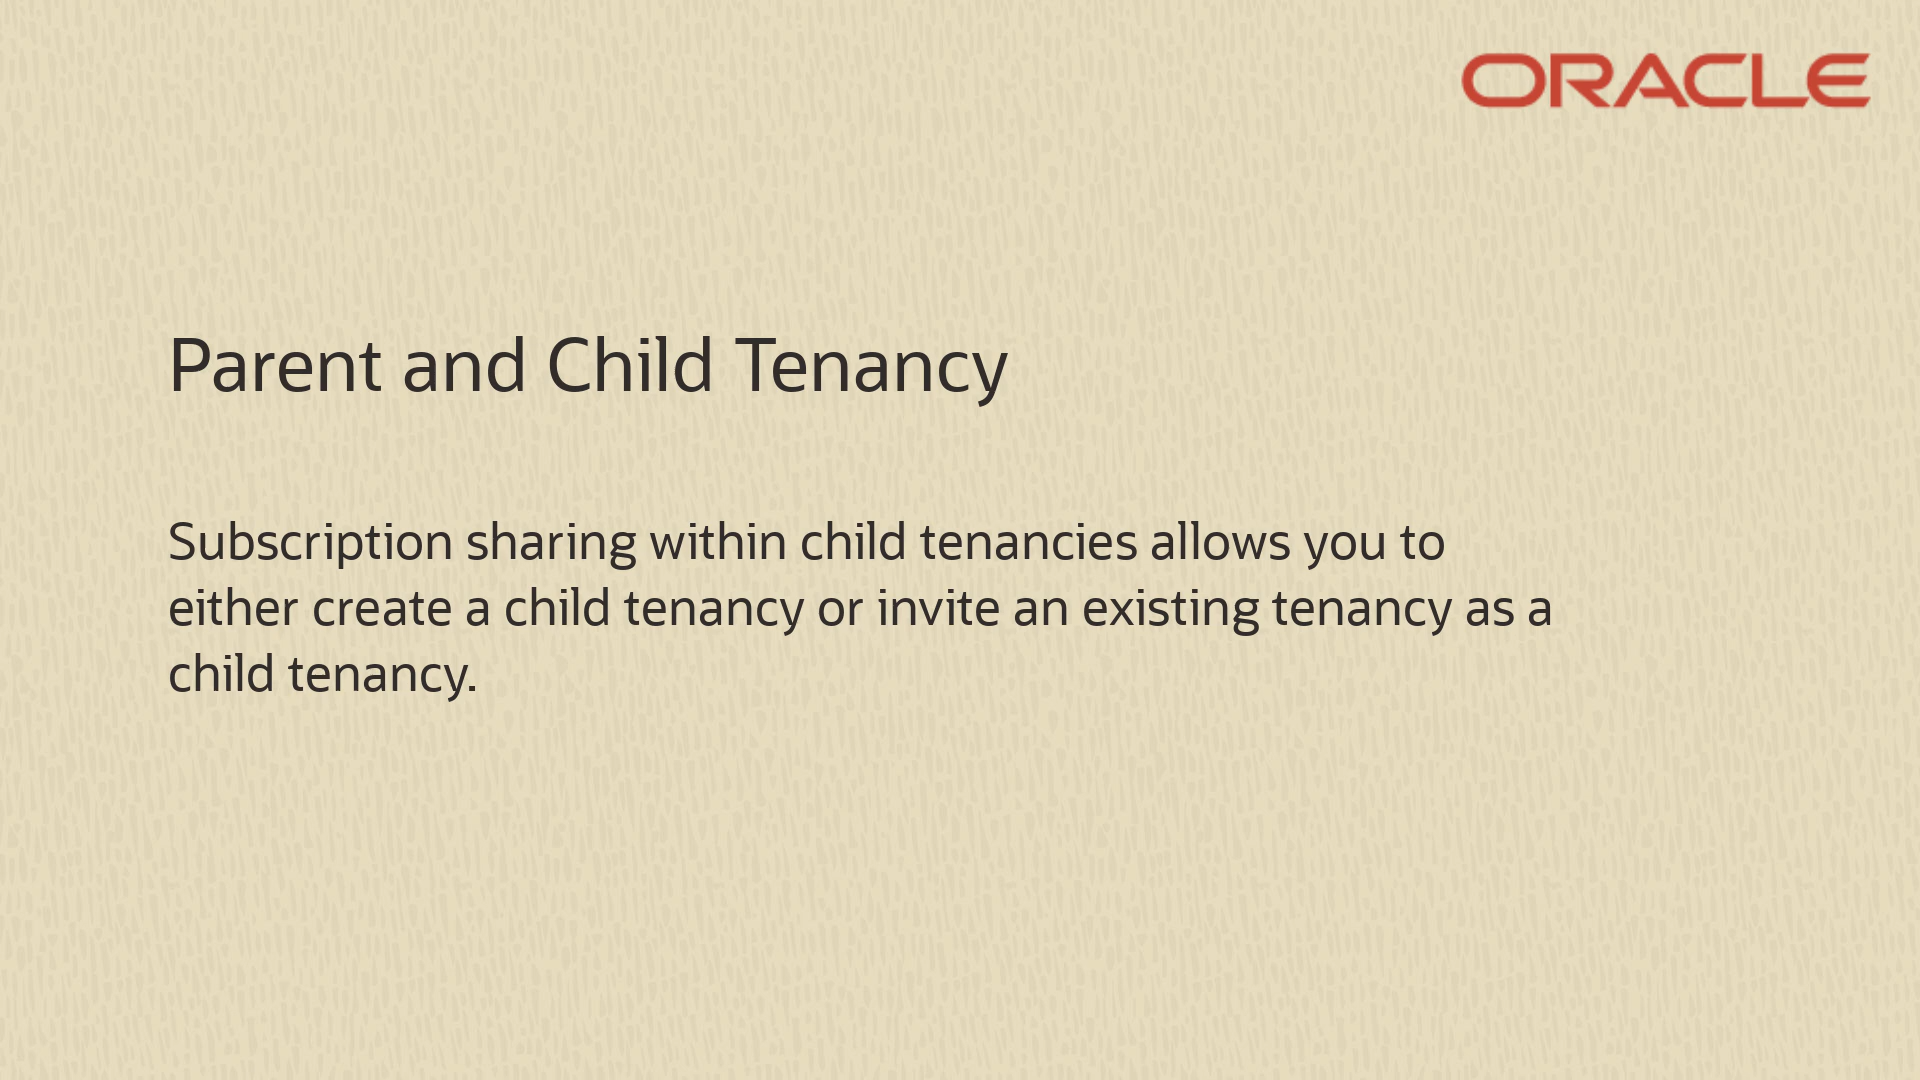 ORACLE
Parent and Child Tenancy
Subscription sharing within child tenancies allows you to
either create a child tenancy or invite an existing tenancy as a
child tenancy.